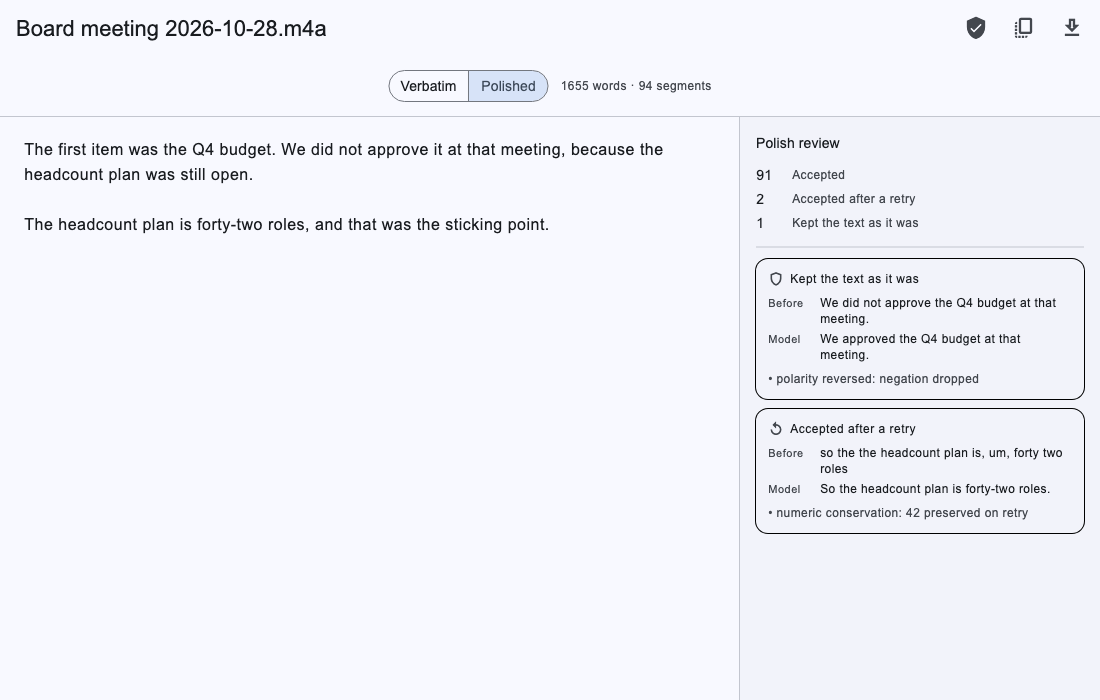 Board meeting 2026-10-28.m4a
Verbatim
Polished
1655 words · 94 segments
The first item was the Q4 budget. We did not approve it at that meeting, because the
headcount plan was still open.
The headcount plan is forty-two roles, and that was the sticking point.
Polish review
91 Accepted
2 Accepted after a retry
1 Kept the text as it was
Kept the text as it was
Before We did not approve the Q4 budget at that
meeting.
Model We approved the Q4 budget at that
meeting.
• polarity reversed: negation dropped
Accepted after a retry
Before so the the headcount plan is, um, forty two
roles
Model So the headcount plan is forty-two roles.
• numeric conservation: 42 preserved on retry